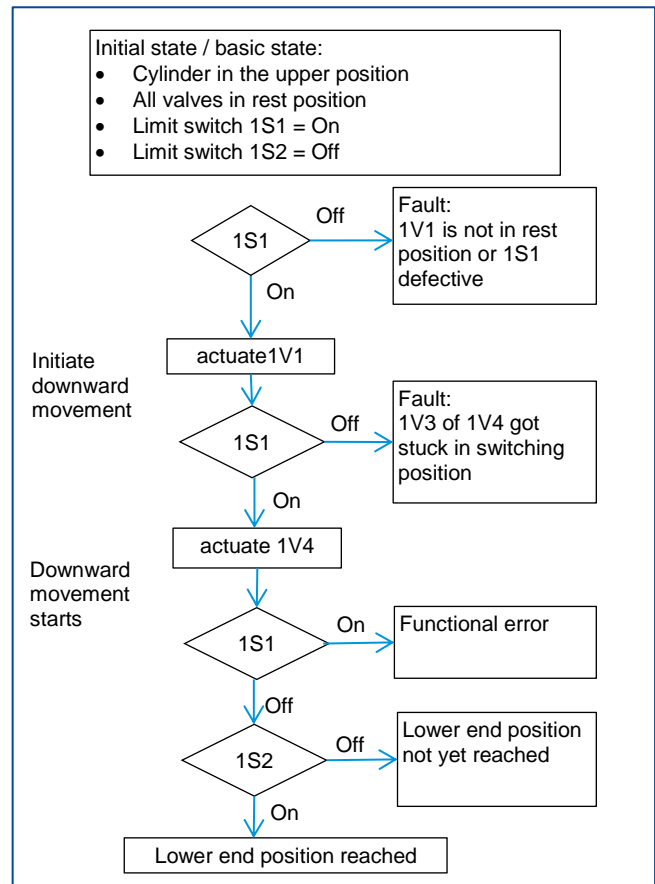 Initial state / basic state:
• Cylinder in the upper position
• All valves in rest position
• Limit switch 1S1 = On
• Limit switch 1S2 = Off
1S1
Off
Fault:
1V1 is not in rest
position or 1S1
defective
On
Initiate
downward
movement
actuate1V1
1S1
Off
Fault:
1V3 of 1V4 got
stuck in switching
position
On
actuate 1V4
Downward
movement
starts
1S1
On
Functional error
Off
1S2
Off
Lower end position
not yet reached
On
Lower end position reached